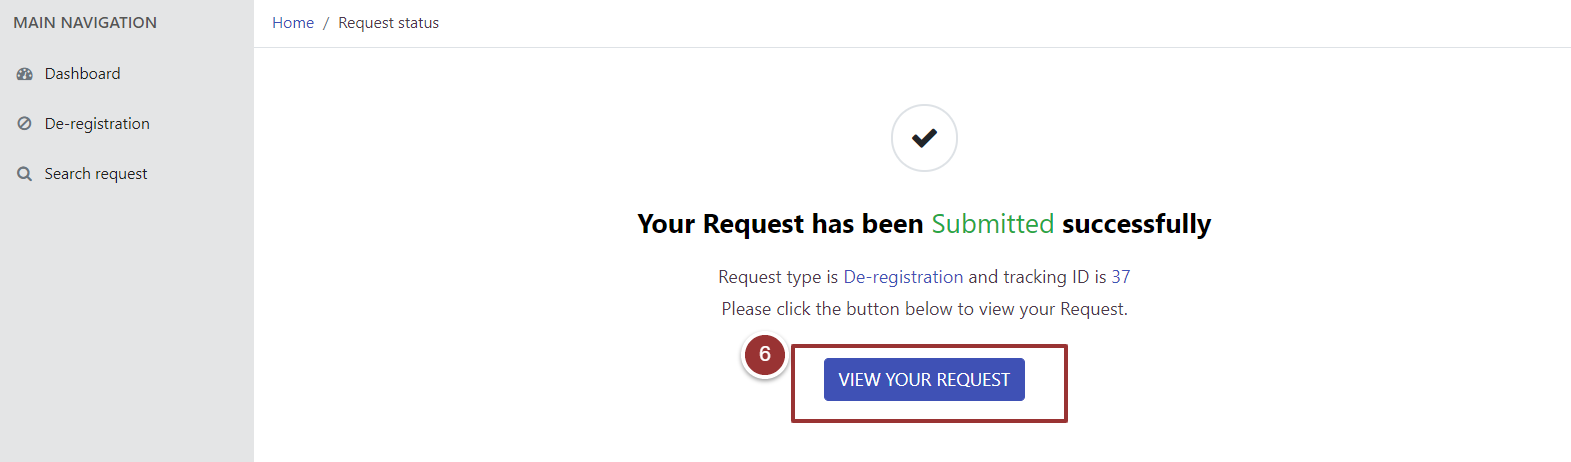 MAIN NAVIGATION
Dashboard
De-registration
Search request
Home / Request status
Your Request has been Submitted successfully
Request type is De-registration and tracking ID is 37
Please click the button below to view your Request.
6
VIEW YOUR REQUEST